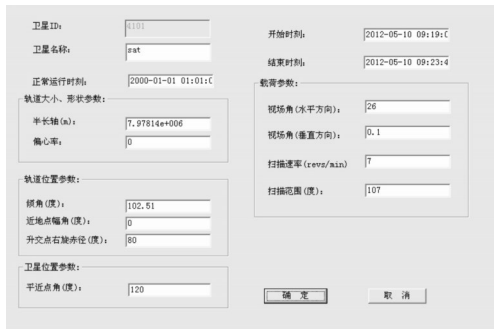 卫星ID: 4101
卫星名称: sat
正常运行时刻: 2000-01-01 01:01:0
轨道大小、形状参数:
半长轴(m): 7.97814e+006
偏心率: 0
轨道位置参数:
倾角(度): 102.51
近地点幅角(度): 0
升交点右旋赤径(度): 80
卫星位置参数:
平近点角(度): 120
开始时刻: 2012-05-10 09:19:0
结束时刻: 2012-05-10 09:23:4
载荷参数:
视场角(水平方向): 26
视场角(垂直方向): 0.1
扫描速率(revs/min) 7
扫描范围(度): 107
确 定
取 消